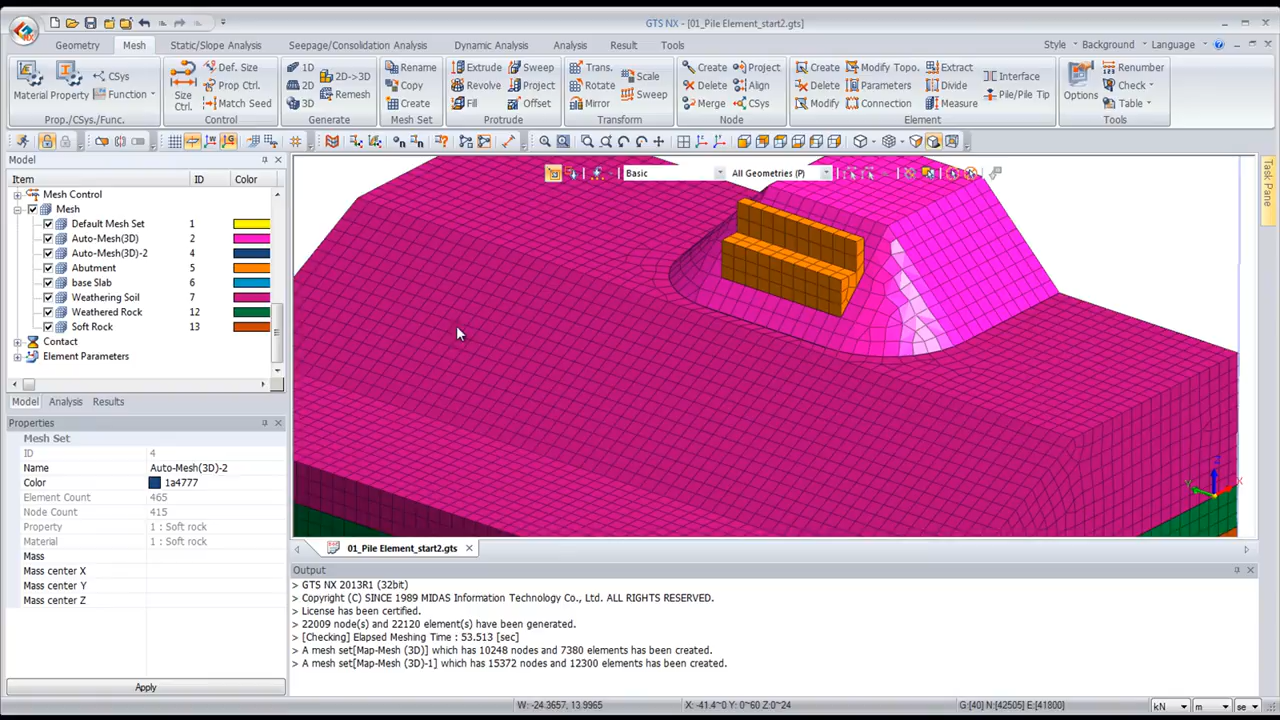 GTS NX - [01_Pile Element_start2.gts]
Geometry Mesh Static/Slope Analysis Seepage/Consolidation Analysis Dynamic Analysis Analysis Result Tools Style Background Language
1D Rename Extrude Sweep Trans. Create Project Create Modify Topo. Extract Renumber
Def. Size
CSys 2D->3D Scale Interface
Material Property Size Ctrl. Prop Ctrl. 2D Copy Revolve Project Rotate Delete Align Delete Parameters Divide Options Check
Function Remesh Sweep Pile/Pile Tip
Match Seed 3D Create Fill Offset Mirror Merge CSys Modify Connection Measure Table
Prop./CSys./Func. Control Generate Mesh Set Protrude Transform Node Element Tools
Model
Basic All Geometries (P)
Item ID Color
Mesh Control
Mesh
Default Mesh Set 1
Auto-Mesh(3D) 2
Auto-Mesh(3D)-2 4
Abutment 5
base Slab 6
Weathering Soil 7
Weathered Rock 12
Soft Rock 13
Contact
Element Parameters
Model Analysis Results
Properties
Mesh Set
ID 4
Name Auto-Mesh(3D)-2
Color 1a4777
Element Count 465
Node Count 415
Property 1 : Soft rock
Material 1 : Soft rock
Mass
Mass center X
Mass center Y
Mass center Z
Apply
Task Pane
Z
Y
X
01_Pile Element_start2.gts
Output
> GTS NX 2013R1 (32bit)
> Copyright (C) SINCE 1989 MIDAS Information Technology Co., Ltd. ALL RIGHTS RESERVED.
> License has been certified.
> 22009 node(s) and 22120 element(s) have been generated.
> [Checking] Elapsed Meshing Time : 53.513 [sec]
> A mesh set[Map-Mesh (3D)] which has 10248 nodes and 7380 elements has been created.
> A mesh set[Map-Mesh (3D)-1] which has 15372 nodes and 12300 elements has been created.
W: -24.3657, 13.9965 X: -41.4~0 Y: 0~60 Z:0~24 G:[40] N:[42505] E:[41800] kN m se